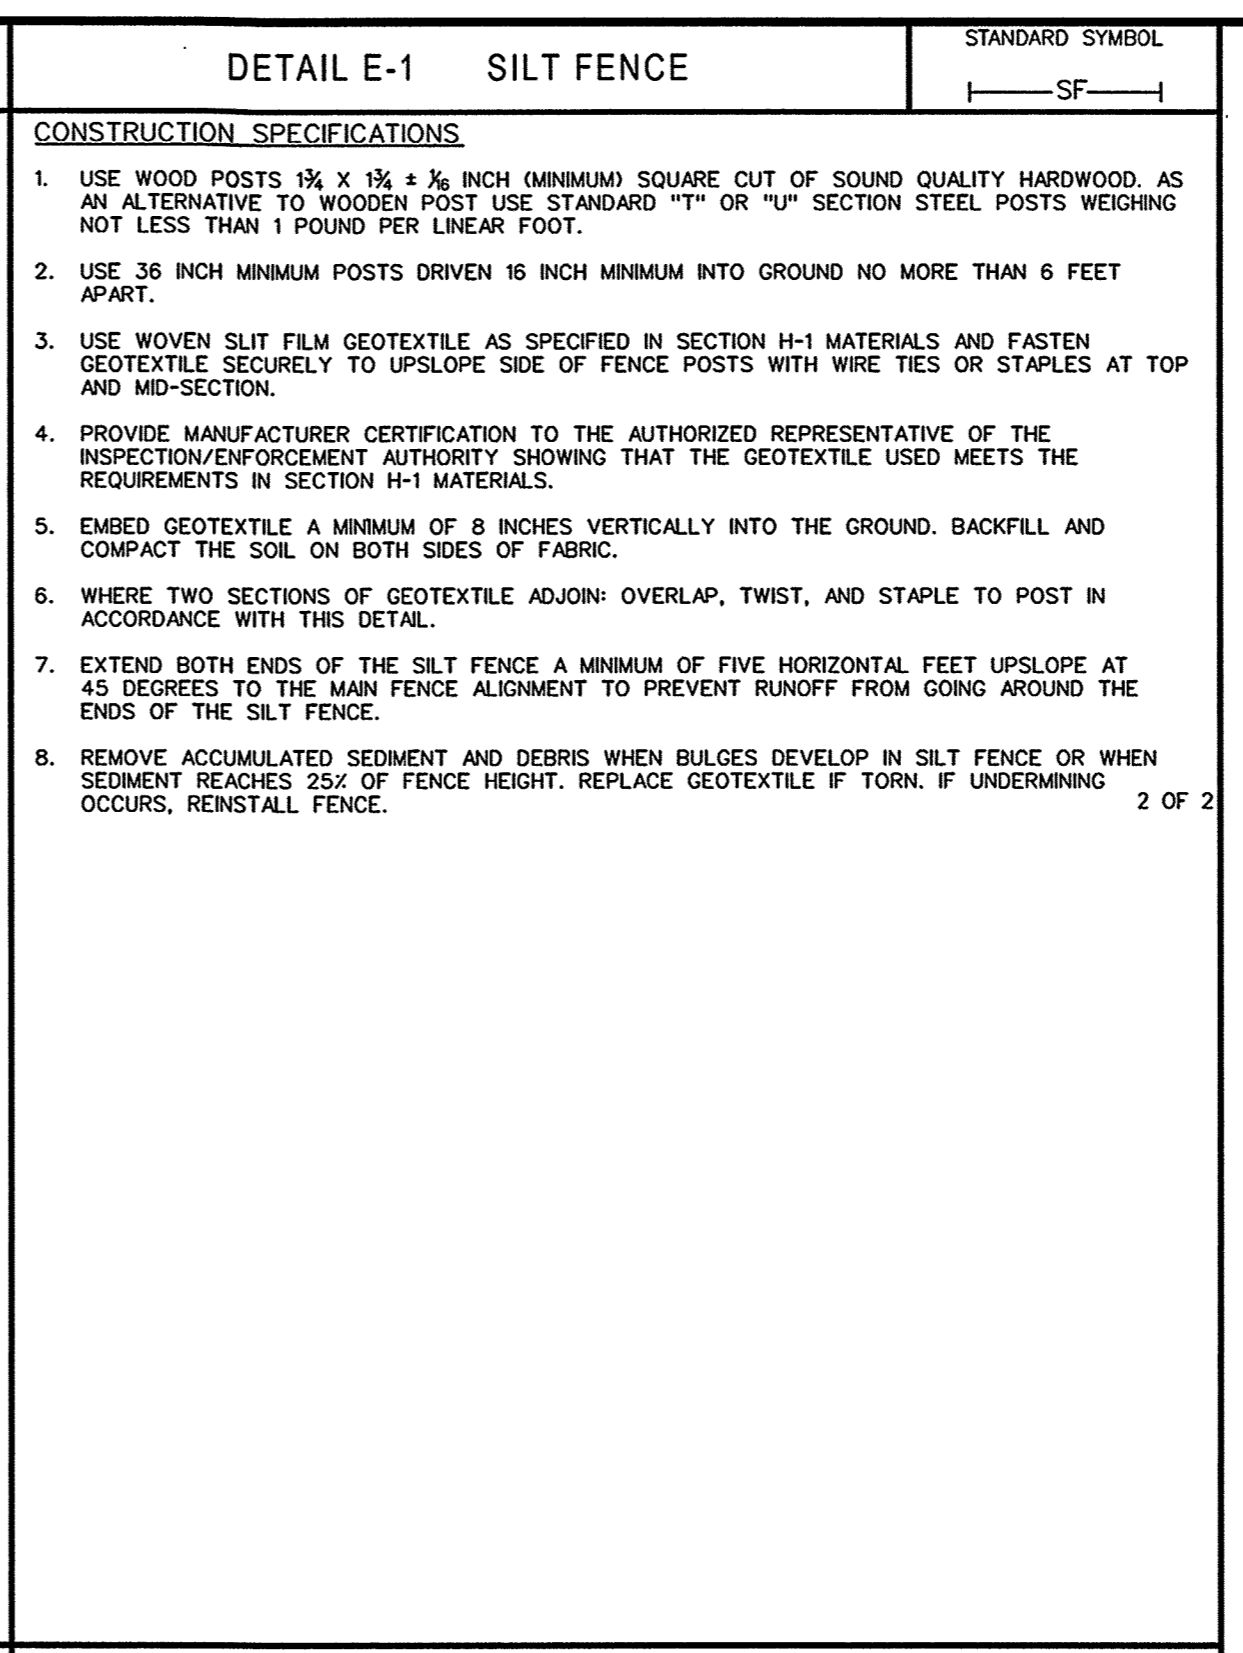 DETAIL E-1 SILT FENCE
STANDARD SYMBOL
SF
CONSTRUCTION SPECIFICATIONS
1. USE WOOD POSTS 1¾ X 1¾ ± 1⁄16 INCH (MINIMUM) SQUARE CUT OF SOUND QUALITY HARDWOOD. AS
AN ALTERNATIVE TO WOODEN POST USE STANDARD "T" OR "U" SECTION STEEL POSTS WEIGHING
NOT LESS THAN 1 POUND PER LINEAR FOOT.
2. USE 36 INCH MINIMUM POSTS DRIVEN 16 INCH MINIMUM INTO GROUND NO MORE THAN 6 FEET
APART.
3. USE WOVEN SLIT FILM GEOTEXTILE AS SPECIFIED IN SECTION H-1 MATERIALS AND FASTEN
GEOTEXTILE SECURELY TO UPSLOPE SIDE OF FENCE POSTS WITH WIRE TIES OR STAPLES AT TOP
AND MID-SECTION.
4. PROVIDE MANUFACTURER CERTIFICATION TO THE AUTHORIZED REPRESENTATIVE OF THE
INSPECTION/ENFORCEMENT AUTHORITY SHOWING THAT THE GEOTEXTILE USED MEETS THE
REQUIREMENTS IN SECTION H-1 MATERIALS.
5. EMBED GEOTEXTILE A MINIMUM OF 8 INCHES VERTICALLY INTO THE GROUND. BACKFILL AND
COMPACT THE SOIL ON BOTH SIDES OF FABRIC.
6. WHERE TWO SECTIONS OF GEOTEXTILE ADJOIN: OVERLAP, TWIST, AND STAPLE TO POST IN
ACCORDANCE WITH THIS DETAIL.
7. EXTEND BOTH ENDS OF THE SILT FENCE A MINIMUM OF FIVE HORIZONTAL FEET UPSLOPE AT
45 DEGREES TO THE MAIN FENCE ALIGNMENT TO PREVENT RUNOFF FROM GOING AROUND THE
ENDS OF THE SILT FENCE.
8. REMOVE ACCUMULATED SEDIMENT AND DEBRIS WHEN BULGES DEVELOP IN SILT FENCE OR WHEN
SEDIMENT REACHES 25% OF FENCE HEIGHT. REPLACE GEOTEXTILE IF TORN. IF UNDERMINING
OCCURS, REINSTALL FENCE.
2 OF 2